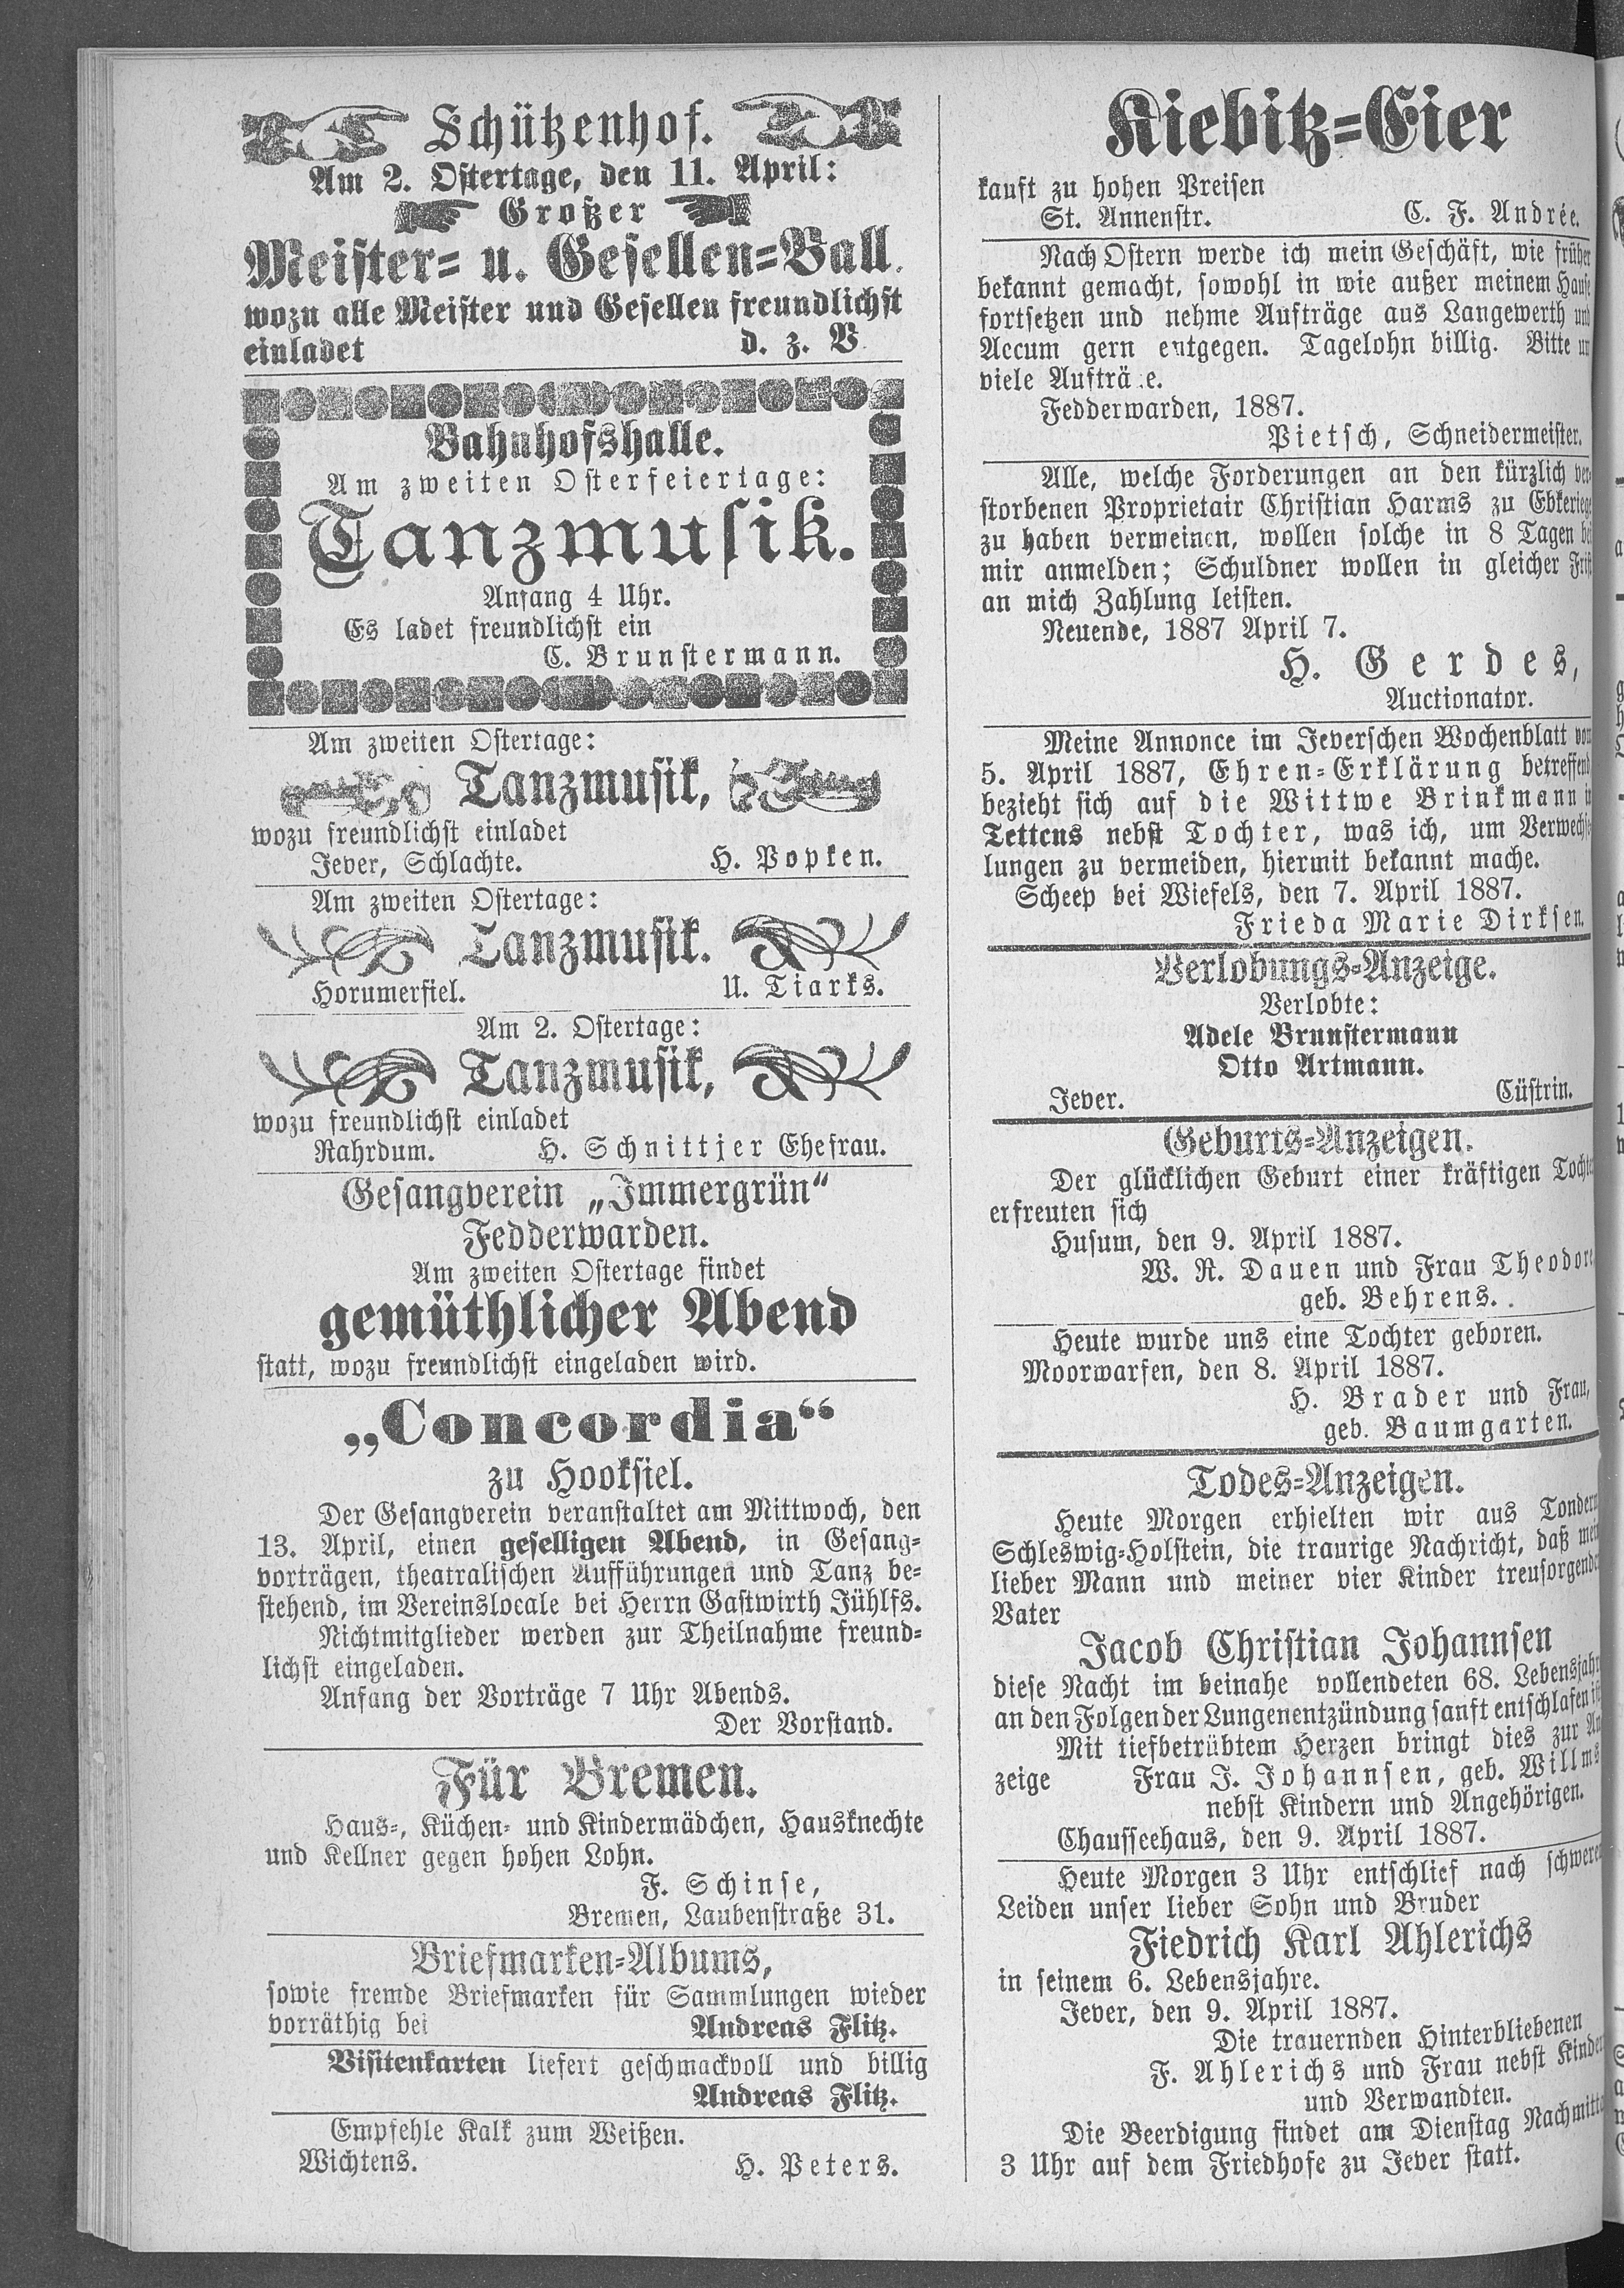 Schützenhof.
Am 2. Ostertage, den 11. April:
Großer
Meister= u. Gesellen=Ball,
wozu alle Meister und Gesellen freundlichst
einladet d. z. V.
Bahnhofshalle.
Am zweiten Osterfeiertage:
Tanzmusik.
Anfang 4 Uhr.
Es ladet freundlichst ein
C. Brunstermann.
Am zweiten Ostertage:
Tanzmusik,
wozu freundlichst einladet
Jever, Schlachte. H. Popken.
Am zweiten Ostertage:
Tanzmusik.
Horumersiel. U. Tiarks.
Am 2. Ostertage:
Tanzmusik,
wozu freundlichst einladet
Rahrdum. H. Schnittjer Ehefrau.
Gesangverein „Immergrün“
Fedderwarden.
Am zweiten Ostertage findet
gemüthlicher Abend
statt, wozu freundlichst eingeladen wird.
„Concordia“
zu Hooksiel.
Der Gesangverein veranstaltet am Mittwoch, den
13. April, einen geselligen Abend, in Gesang=
vorträgen, theatralischen Aufführungen und Tanz be=
stehend, im Vereinslocale bei Herrn Gastwirth Jühlfs.
Nichtmitglieder werden zur Theilnahme freund=
lichst eingeladen.
Anfang der Vorträge 7 Uhr Abends.
Der Vorstand.
Für Bremen.
Haus=, Küchen= und Kindermädchen, Hausknechte
und Kellner gegen hohen Lohn.
F. Schinse,
Bremen, Laubenstraße 31.
Briefmarken=Albums,
sowie fremde Briefmarken für Sammlungen wieder
vorräthig bei Andreas Flitz.
Visitenkarten liefert geschmackvoll und billig
Andreas Flitz.
Empfehle Kalk zum Weißen.
Wichtens. H. Peters.
Kiebitz=Eier
kauft zu hohen Preisen
St. Annenstr. C. F. Andrée.
Nach Ostern werde ich mein Geschäft, wie früher
bekannt gemacht, sowohl in wie außer meinem Hause
fortsetzen und nehme Aufträge aus Langewerth und
Accum gern entgegen. Tagelohn billig. Bitte um
viele Aufträ e.
Fedderwarden, 1887.
Pietsch, Schneidermeister.
Alle, welche Forderungen an den kürzlich ver=
storbenen Proprietair Christian Harms zu Ebkeriege
zu haben vermeinen, wollen solche in 8 Tagen bei
mir anmelden; Schuldner wollen in gleicher Frist
an mich Zahlung leisten.
Neuende, 1887 April 7.
H. Gerdes,
Auctionator.
Meine Annonce im Jeverschen Wochenblatt vom
5. April 1887, Ehren=Erklärung betreffend
bezieht sich auf die Wittwe Brinkmann in
Tettens nebst Tochter, was ich, um Verwechs=
lungen zu vermeiden, hiermit bekannt mache.
Scheep bei Wiefels, den 7. April 1887.
Frieda Marie Dirksen.
Verlobungs=Anzeige.
Verlobte:
Adele Brunstermann
Otto Artmann.
Jever. Cüstrin.
Geburts=Anzeigen.
Der glücklichen Geburt einer kräftigen Tochter
erfreuten sich
Husum, den 9. April 1887.
W. R. Dauen und Frau Theodore
geb. Behrens.
Heute wurde uns eine Tochter geboren.
Moorwarfen, den 8. April 1887.
H. Brader und Frau,
geb. Baumgarten.
Todes=Anzeigen.
Heute Morgen erhielten wir aus Tondern
Schleswig=Holstein, die traurige Nachricht, daß mein
lieber Mann und meiner vier Kinder treusorgender
Vater
Jacob Christian Johannsen
diese Nacht im beinahe vollendeten 68. Lebensjahre
an den Folgen der Lungenentzündung sanft entschlafen ist
Mit tiefbetrübtem Herzen bringt dies zur An
zeige Frau J. Johannsen, geb. Willms
nebst Kindern und Angehörigen.
Chausseehaus, den 9. April 1887.
Heute Morgen 3 Uhr entschlief nach schweren
Leiden unser lieber Sohn und Bruder
Fiedrich Karl Ahlerichs
in seinem 6. Lebensjahre.
Jever, den 9. April 1887.
Die trauernden Hinterbliebenen
F. Ahlerichs und Frau nebst Kinder
und Verwandten.
Die Beerdigung findet am Dienstag Nachmittag
3 Uhr auf dem Friedhofe zu Jever statt.